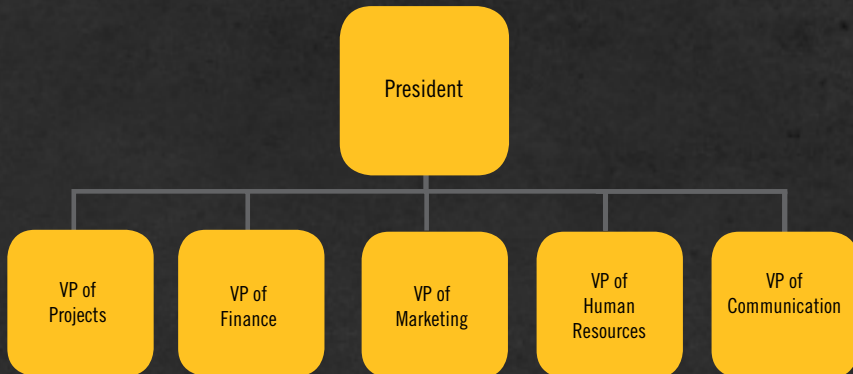 President
VP of
Projects
VP of
Finance
VP of
Marketing
VP of
Human
Resources
VP of
Communication